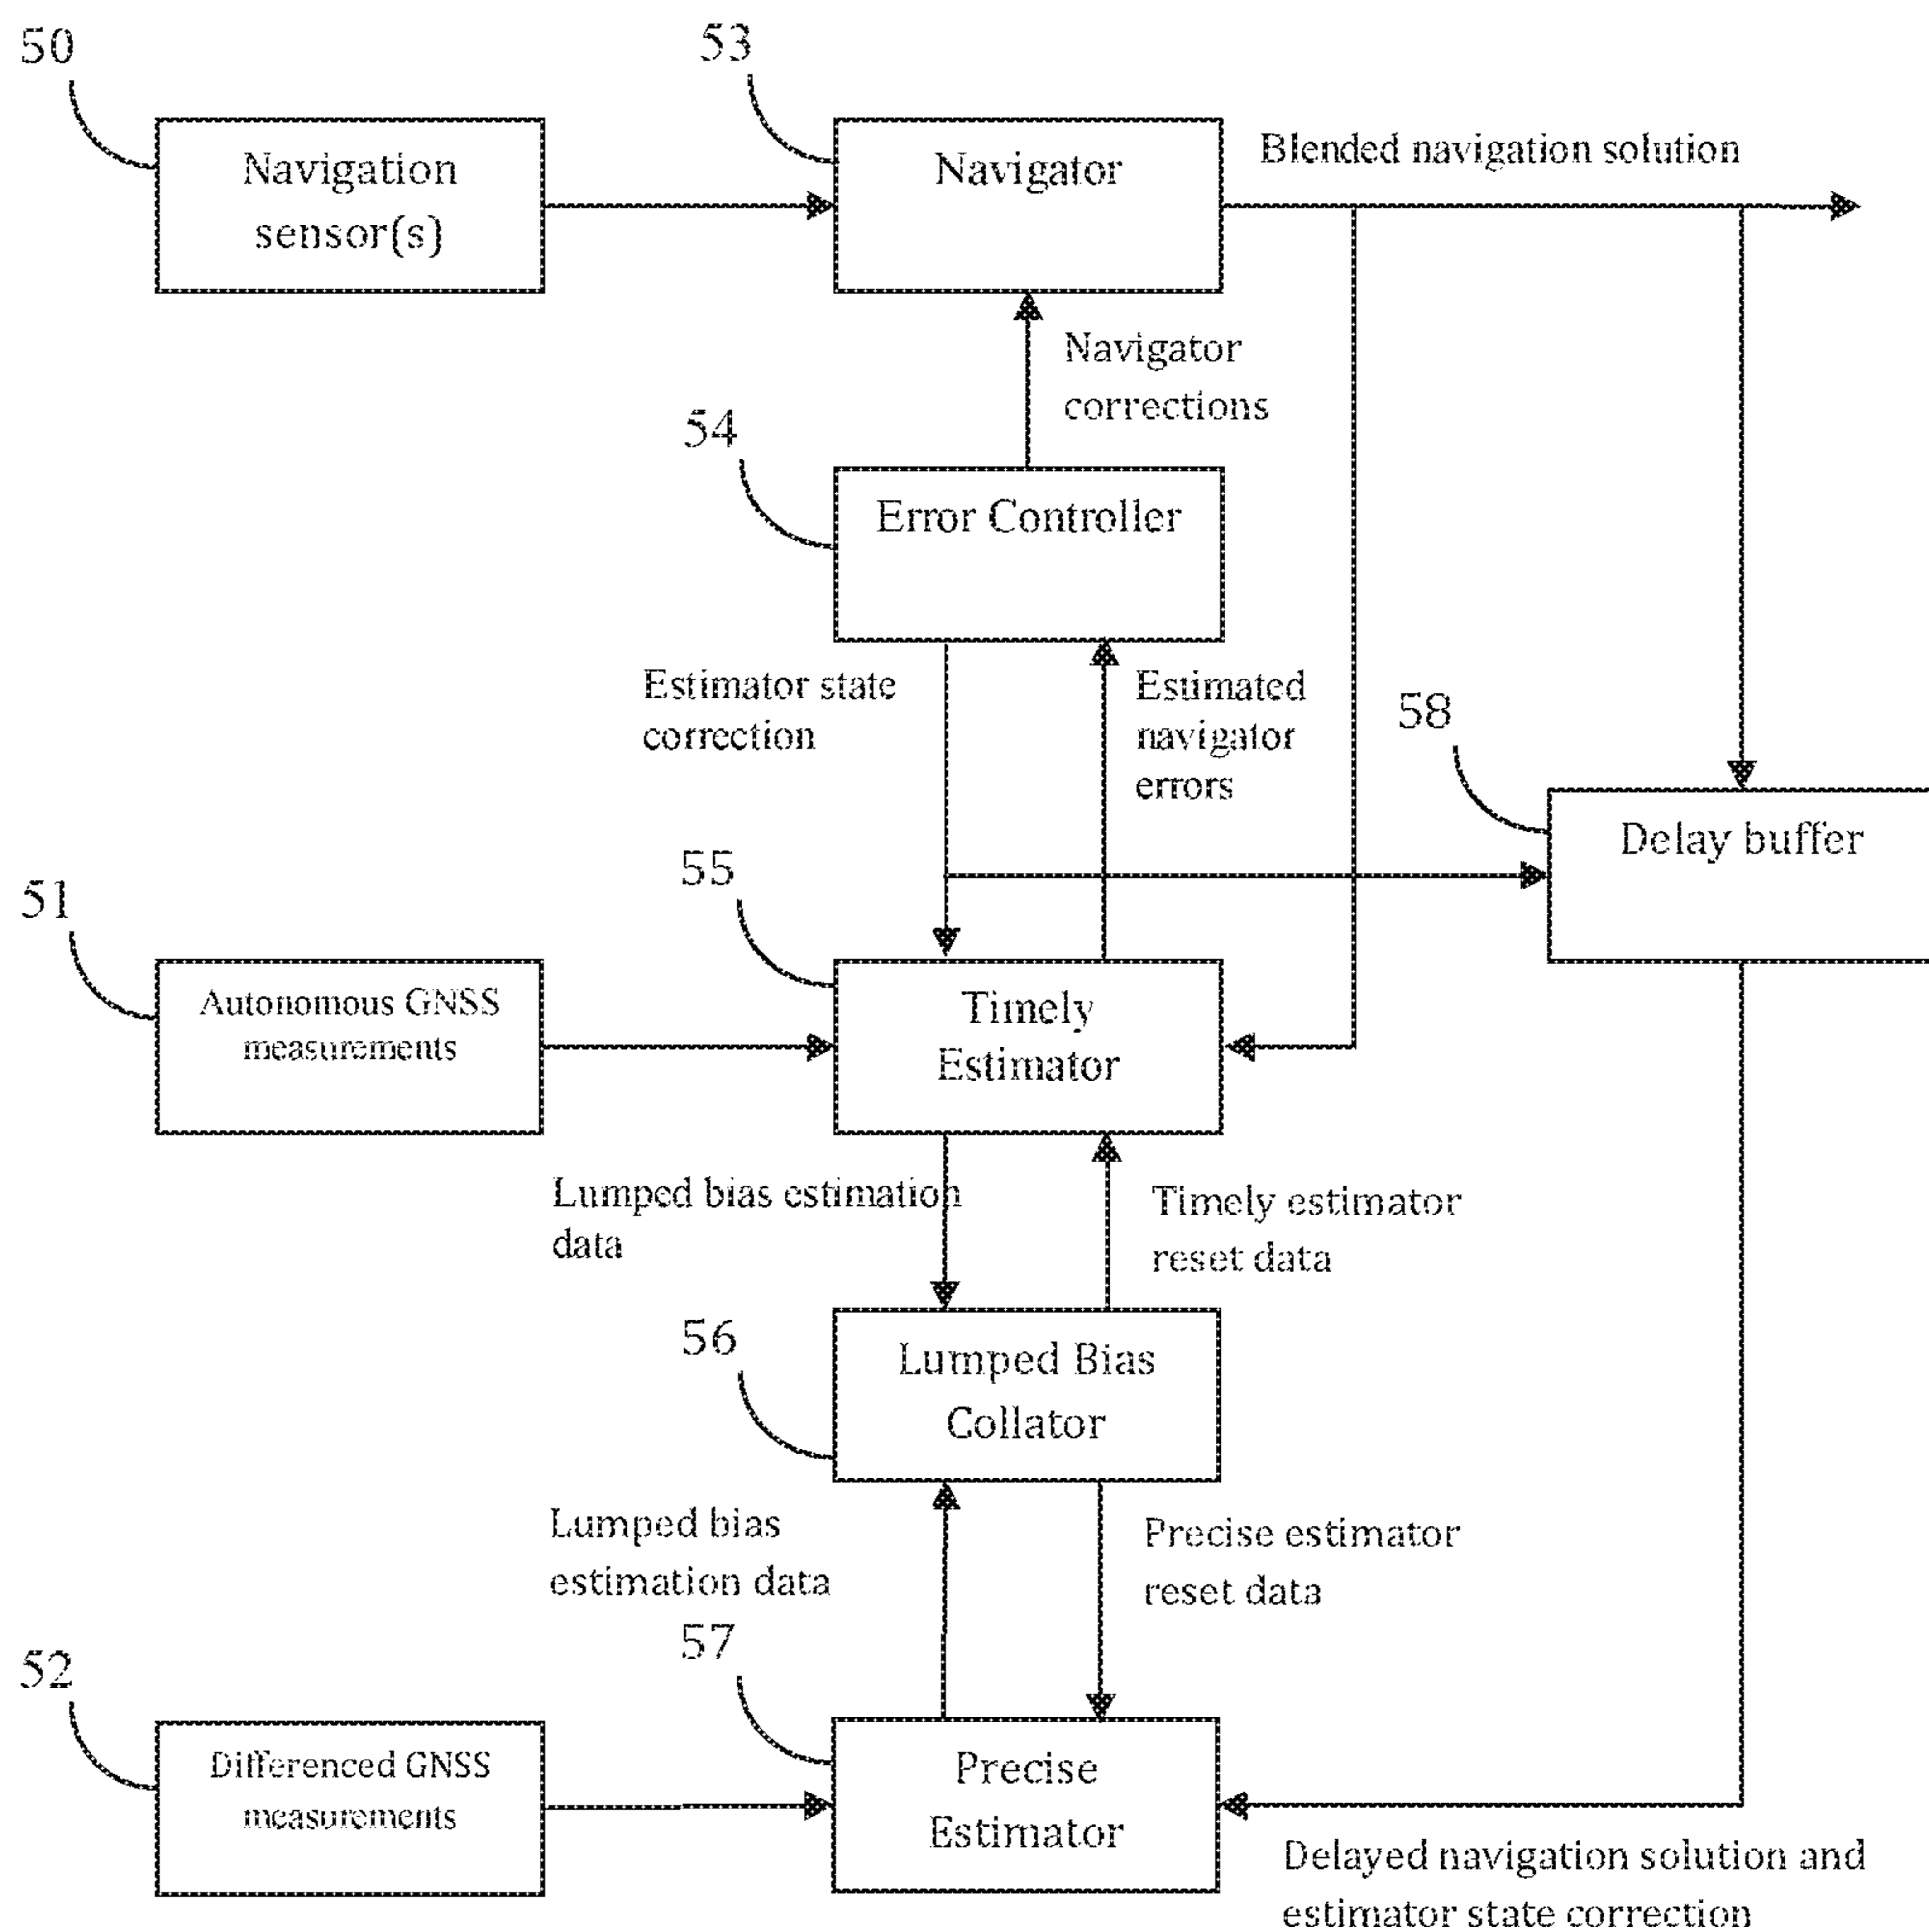 50
53
Navigation
sensor(s)
Navigator
Blended navigation solution
Navigator
corrections
54
Error Controller
Estimator state
correction
Estimated
navigator
errors
58
Delay buffer
55
51
Autonomous GNSS
measurements
Timely
Estimator
Lumped bias estimation
data
Timely estimator
reset data
56
Lumped Bias
Collator
Lumped bias
estimation data
Precise estimator
reset data
57
52
Differenced GNSS
measurements
Precise
Estimator
Delayed navigation solution and
estimator state correction